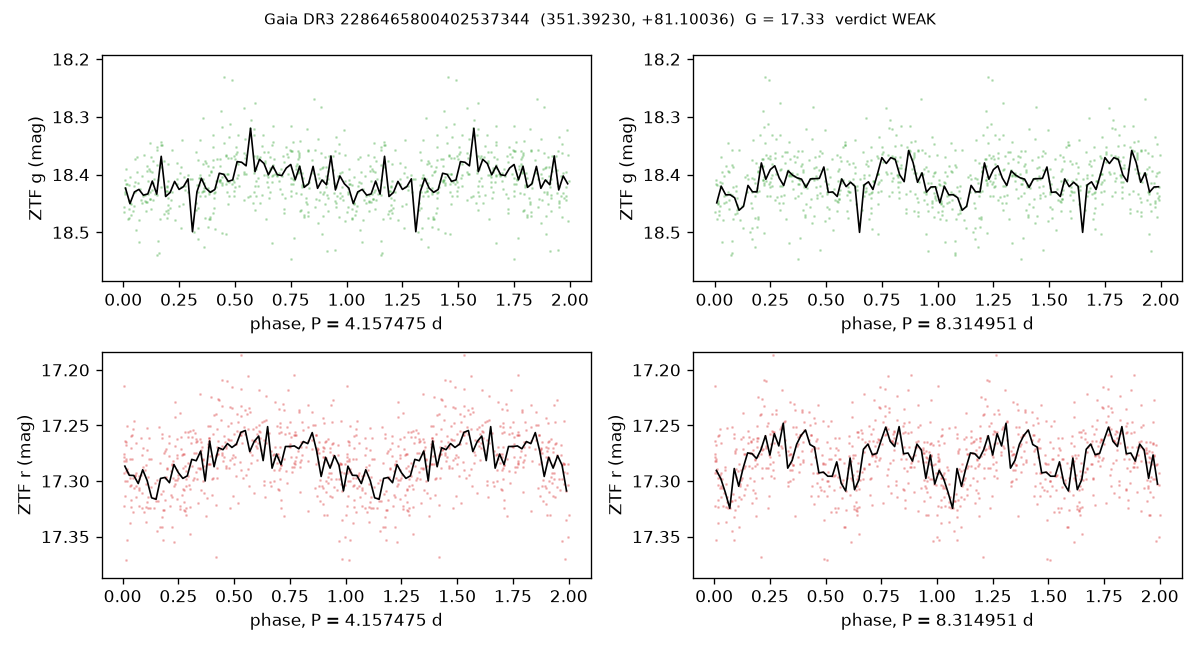 Gaia DR3 2286465800402537344 (351.39230, +81.10036) G = 17.33 verdict WEAK
ZTF g (mag)
18.2
18.3
18.4
18.5
0.00 0.25 0.50 0.75 1.00 1.25 1.50 1.75 2.00
phase, P = 4.157475 d
ZTF g (mag)
18.2
18.3
18.4
18.5
0.00 0.25 0.50 0.75 1.00 1.25 1.50 1.75 2.00
phase, P = 8.314951 d
ZTF r (mag)
17.20
17.25
17.30
17.35
0.00 0.25 0.50 0.75 1.00 1.25 1.50 1.75 2.00
phase, P = 4.157475 d
ZTF r (mag)
17.20
17.25
17.30
17.35
0.00 0.25 0.50 0.75 1.00 1.25 1.50 1.75 2.00
phase, P = 8.314951 d